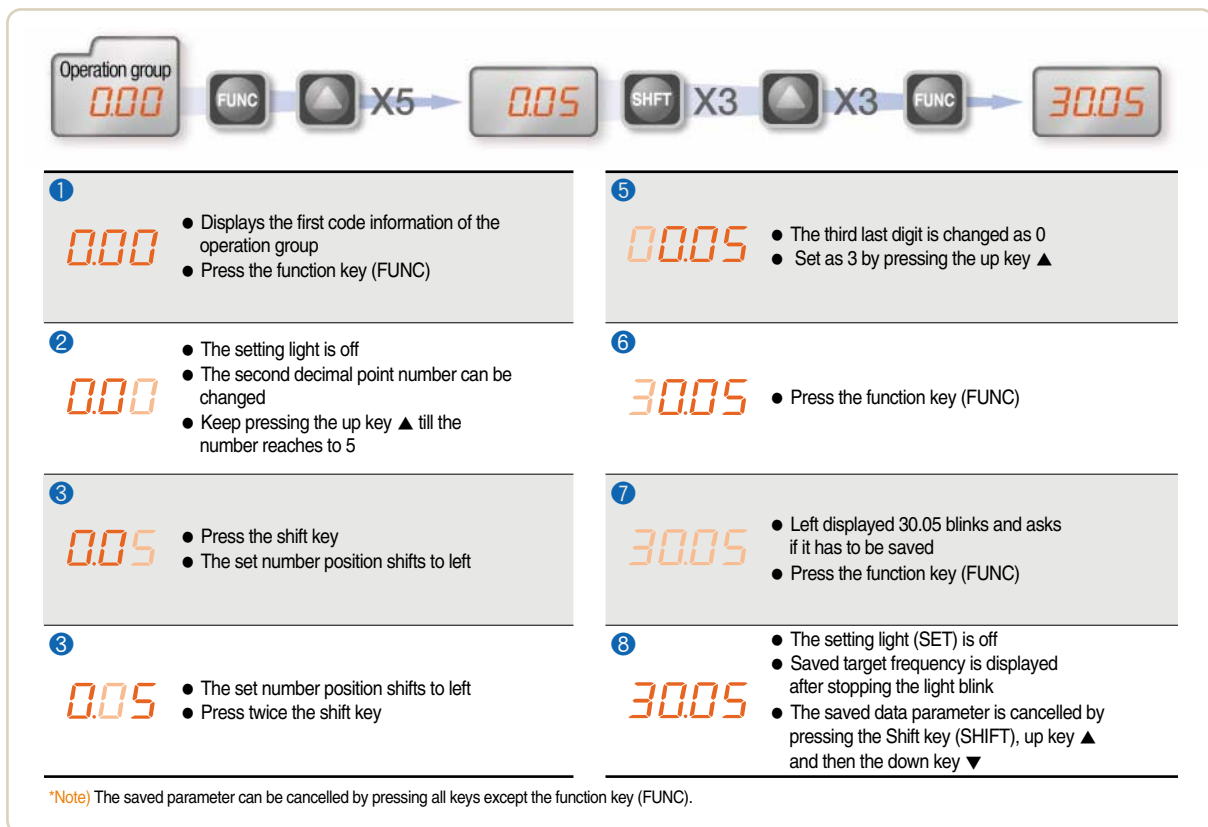 Operation group
0.00
FUNC
▲
X5
0.05
SHFT
X3
▲
X3
FUNC
30.05
1
0.00
● Displays the first code information of the
operation group
● Press the function key (FUNC)
2
0.00
● The setting light is off
● The second decimal point number can be
changed
● Keep pressing the up key ▲ till the
number reaches to 5
3
0.05
● Press the shift key
● The set number position shifts to left
3
0.05
● The set number position shifts to left
● Press twice the shift key
5
00.05
● The third last digit is changed as 0
● Set as 3 by pressing the up key ▲
6
30.05
● Press the function key (FUNC)
7
30.05
● Left displayed 30.05 blinks and asks
if it has to be saved
● Press the function key (FUNC)
8
30.05
● The setting light (SET) is off
● Saved target frequency is displayed
after stopping the light blink
● The saved data parameter is cancelled by
pressing the Shift key (SHIFT), up key ▲
and then the down key ▼
*Note) The saved parameter can be cancelled by pressing all keys except the function key (FUNC).